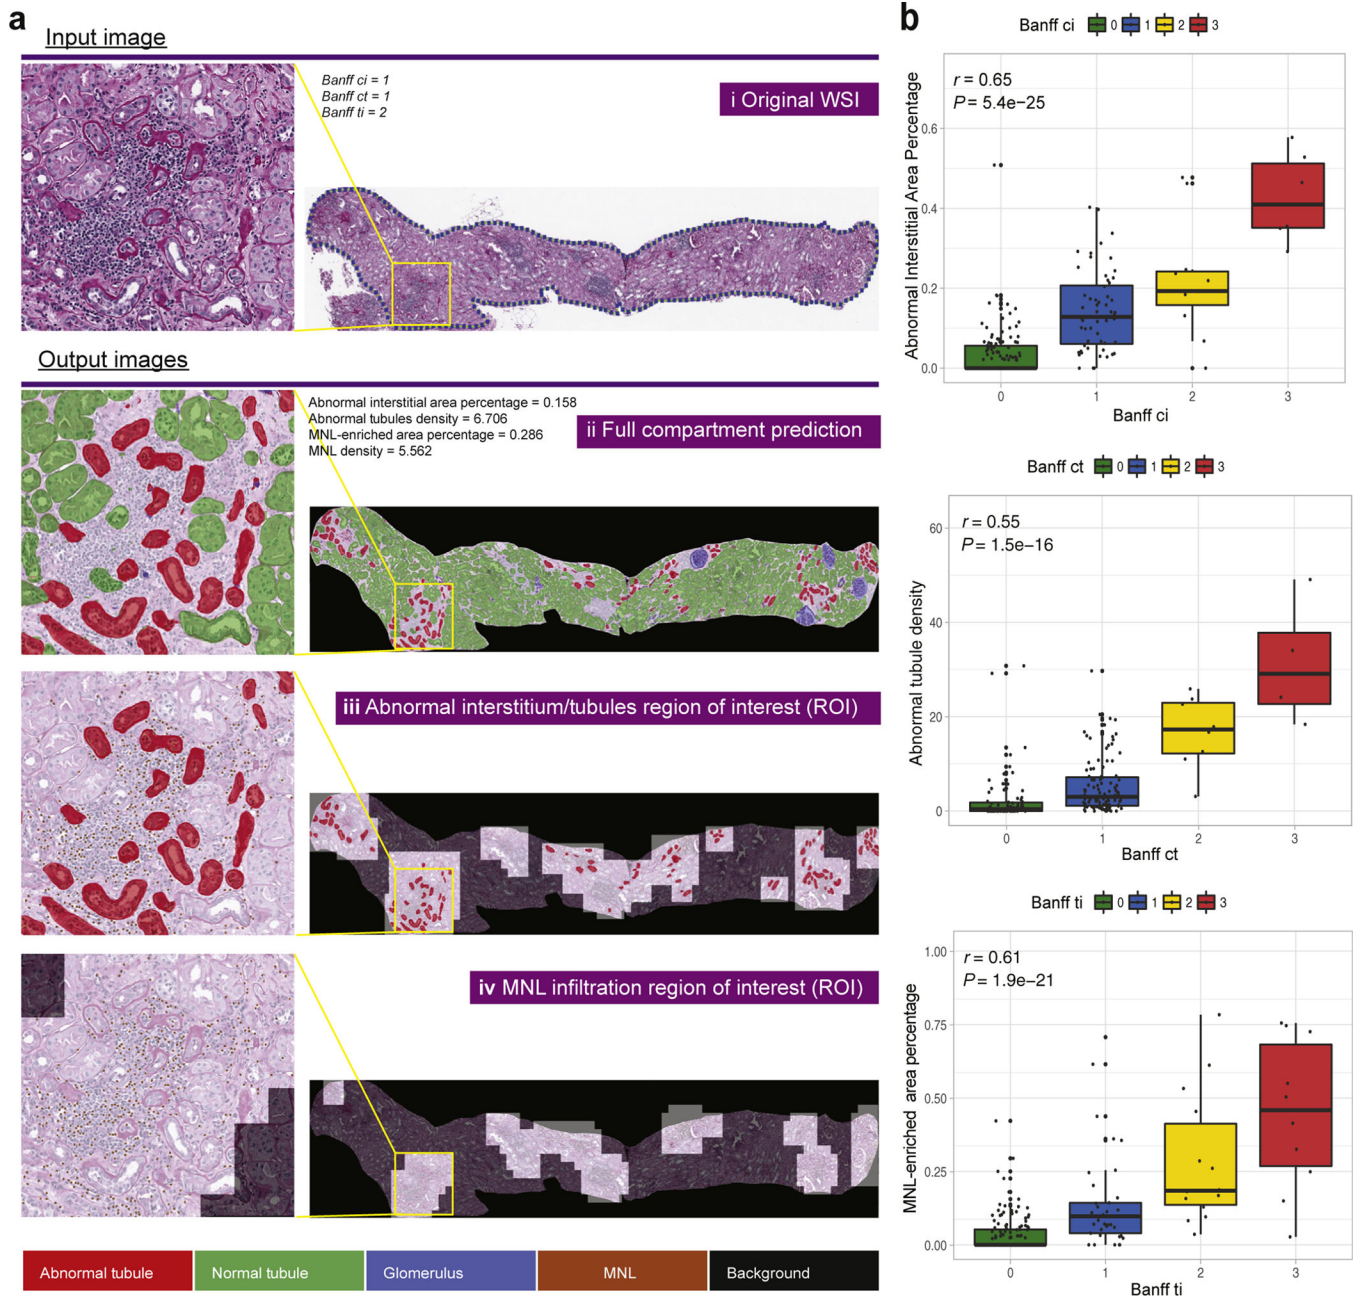 a
Input image
Banff ci = 1
Banff ct = 1
Banff ti = 2
i Original WSI
Output images
Abnormal interstitial area percentage = 0.158
Abnormal tubules density = 6.706
MNL-enriched area percentage = 0.286
MNL density = 5.562
ii Full compartment prediction
iii Abnormal interstitium/tubules region of interest (ROI)
iv MNL infiltration region of interest (ROI)
Abnormal tubule
Normal tubule
Glomerulus
MNL
Background
b
Banff ci 0 1 2 3
r = 0.65
P = 5.4e−25
Abnormal Interstitial Area Percentage
0.6
0.4
0.2
0.0
0 1 2 3
Banff ci
Banff ct 0 1 2 3
r = 0.55
P = 1.5e−16
Abnormal tubule density
60
40
20
0
0 1 2 3
Banff ct
Banff ti 0 1 2 3
r = 0.61
P = 1.9e−21
MNL-enriched area percentage
1.00
0.75
0.50
0.25
0.00
0 1 2 3
Banff ti